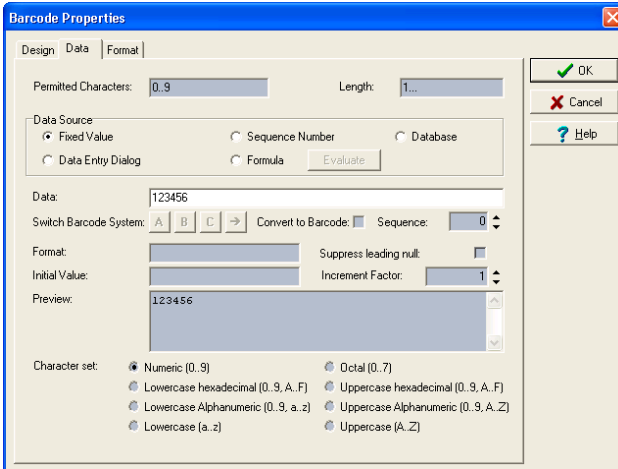 Barcode Properties
Design Data Format
Permitted Characters: 0..9 Length: 1...
OK
Cancel
Help
Data Source
Fixed Value Sequence Number Database
Data Entry Dialog Formula Evaluate
Data: 123456
Switch Barcode System: A B C → Convert to Barcode: Sequence: 0
Format: Suppress leading null:
Initial Value: Increment Factor: 1
Preview: 123456
Character set: Numeric (0..9) Octal (0..7)
Lowercase hexadecimal (0..9, A..F) Uppercase hexadecimal (0..9, A..F)
Lowercase Alphanumeric (0..9, a..z) Uppercase Alphanumeric (0..9, A..Z)
Lowercase (a..z) Uppercase (A..Z)